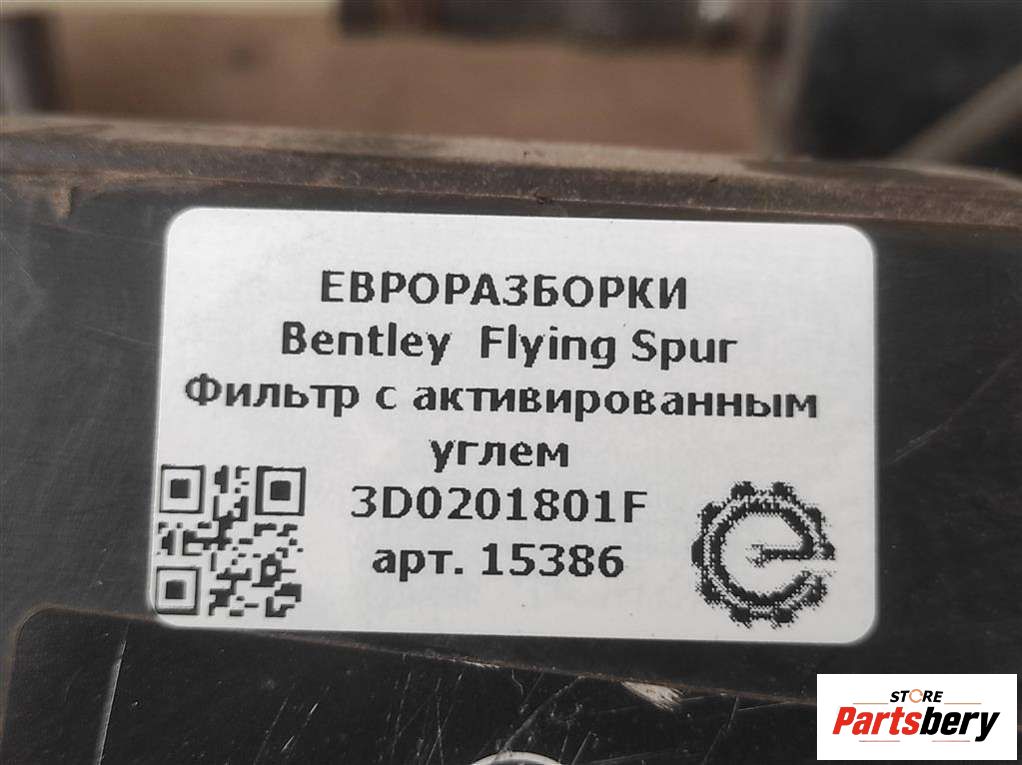 ЕВРОРАЗБОРКИ
Bentley Flying Spur
Фильтр с активированным
углем
3D0201801F
арт. 15386
STORE
Partsbery